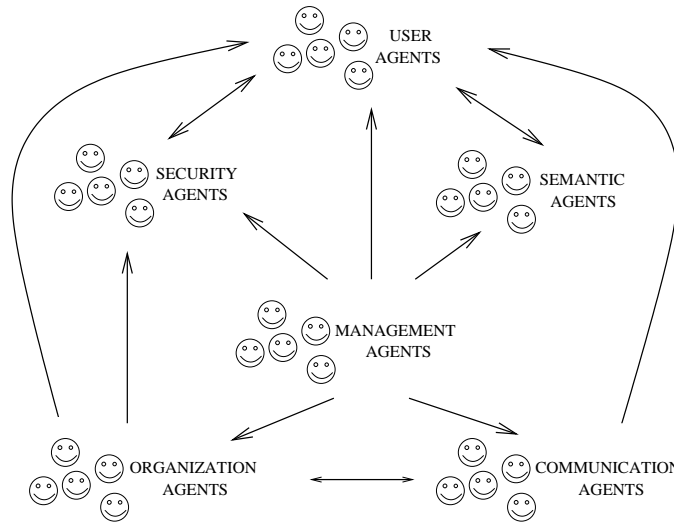 USER
AGENTS
SECURITY
AGENTS
SEMANTIC
AGENTS
MANAGEMENT
AGENTS
ORGANIZATION
AGENTS
COMMUNICATION
AGENTS